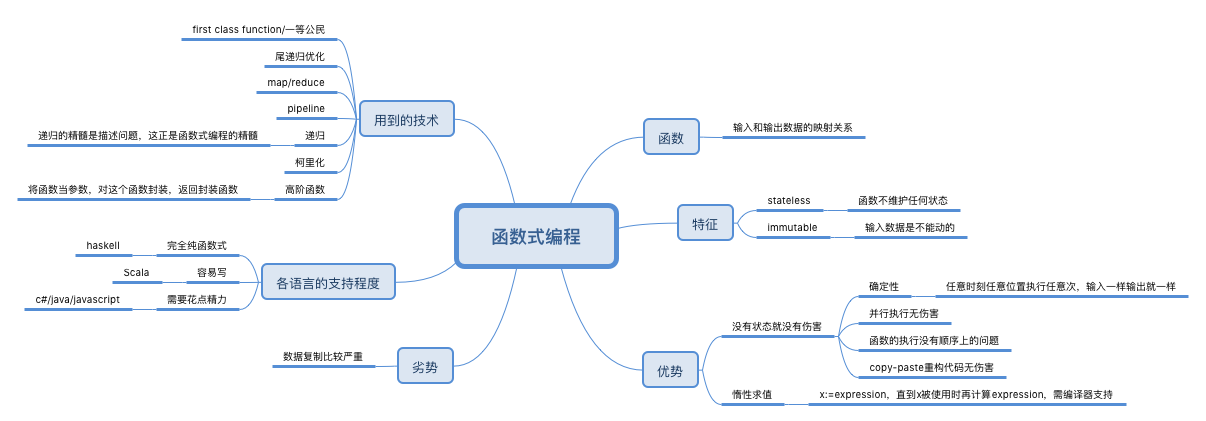 函数式编程
函数
输入和输出数据的映射关系
特征
stateless
函数不维护任何状态
immutable
输入数据是不能动的
优势
没有状态就没有伤害
确定性
任意时刻任意位置执行任意次，输入一样输出就一样
并行执行无伤害
函数的执行没有顺序上的问题
copy-paste重构代码无伤害
惰性求值
x:=expression，直到x被使用时再计算expression，需编译器支持
用到的技术
first class function/一等公民
尾递归优化
map/reduce
pipeline
递归
递归的精髓是描述问题，这正是函数式编程的精髓
柯里化
高阶函数
将函数当参数，对这个函数封装，返回封装函数
各语言的支持程度
完全纯函数式
haskell
容易写
Scala
需要花点精力
c#/java/javascript
劣势
数据复制比较严重